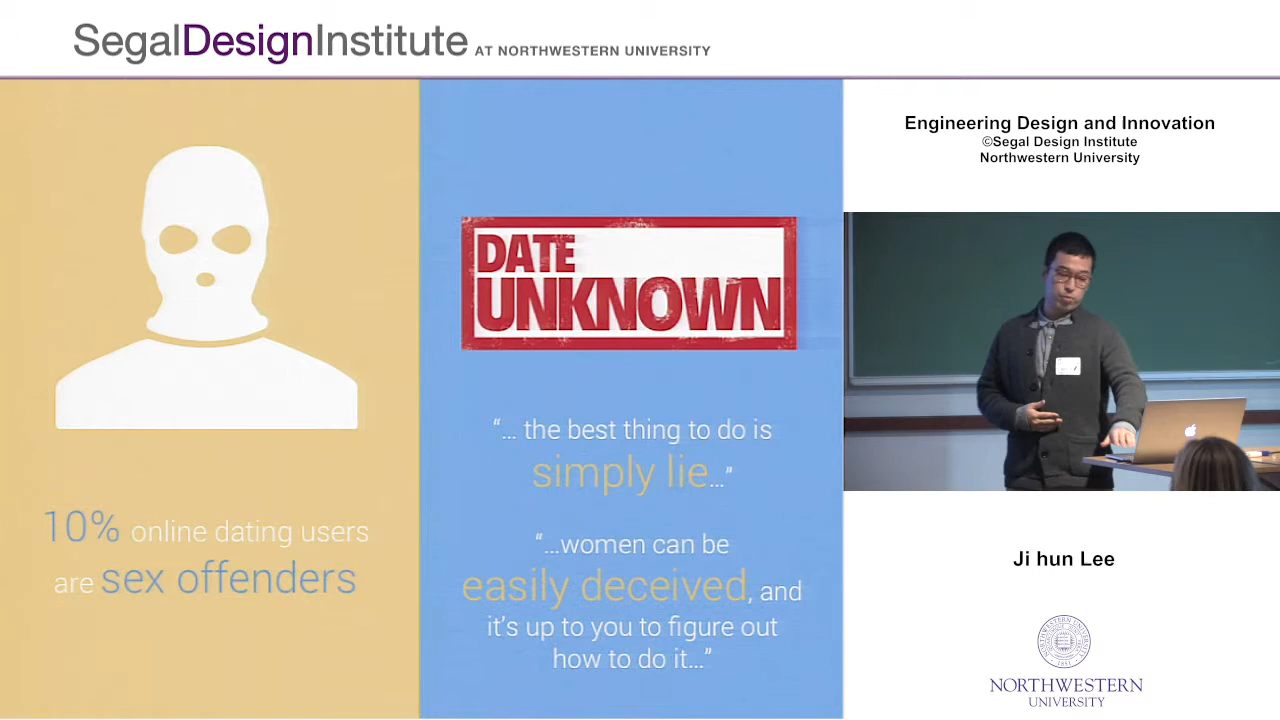 SegalDesignInstitute AT NORTHWESTERN UNIVERSITY
10% online dating users
are sex offenders
DATE
UNKNOWN
“... the best thing to do is
simply lie...”
“...women can be
easily deceived, and
it's up to you to figure out
how to do it...”
Engineering Design and Innovation
©Segal Design Institute
Northwestern University
Ji hun Lee
NORTHWESTERN
UNIVERSITY